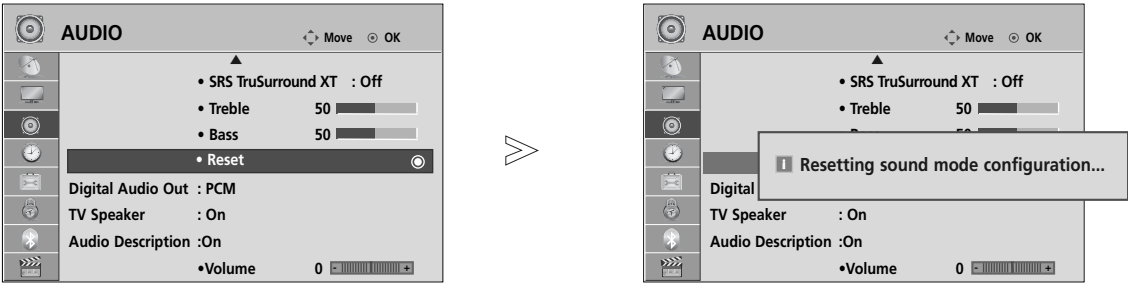 AUDIO
Move OK
• SRS TruSurround XT : Off
• Treble 50
• Bass 50
• Reset
Digital Audio Out : PCM
TV Speaker : On
Audio Description :On
•Volume 0 - +
AUDIO
Move OK
• SRS TruSurround XT : Off
• Treble 50
Resetting sound mode configuration...
Digital
TV Speaker : On
Audio Description :On
•Volume 0 - +